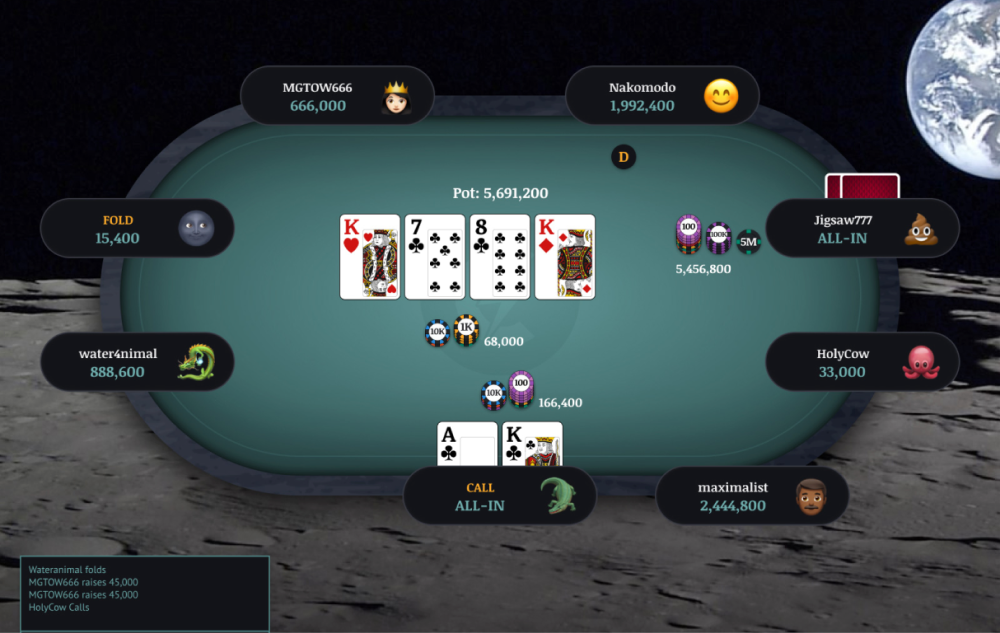 MGTOW666
666,000
Nakomodo
1,992,400
D
Pot: 5,691,200
FOLD
15,400
K
7
8
K
100
100K
5M
5,456,800
Jigsaw777
ALL-IN
10K
1K
68,000
water4nimal
888,600
HolyCow
33,000
10K
100
166,400
A
K
CALL
ALL-IN
maximalist
2,444,800
Wateranimal folds
MGTOW666 raises 45,000
MGTOW666 raises 45,000
HolyCow Calls